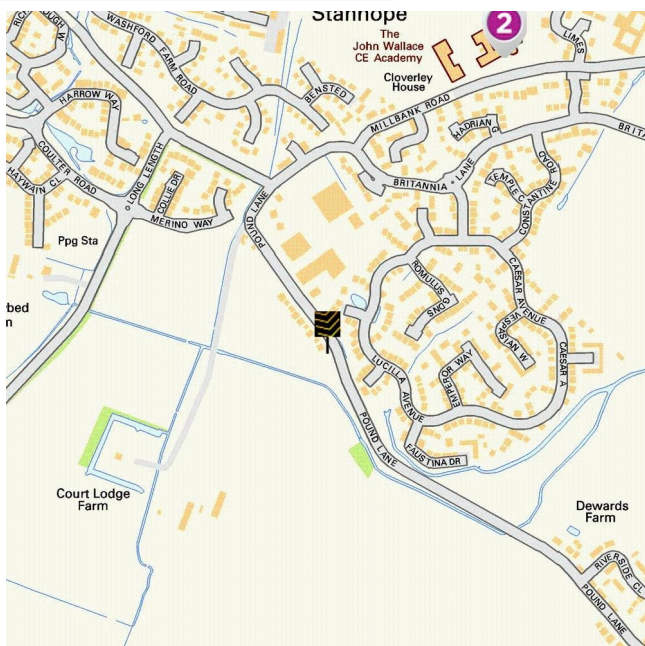 Stanhope
2
WASHFORD FARM ROAD
The
John Wallace
CE Academy
LIMES
Cloverley
House
BENSTED
HARROW WAY
MILLBANK ROAD
HADRIAN G
COULTER ROAD
LONG LENGTH
BRITANNIA
LANE
ROAD
HAYWAIN CL
COLLIE DR
TEMPLE C
CONSTANTINE
MERINO WAY
POUND LANE
Ppg Sta
ROMULUS
GDNS
CAESAR AVENUE
VESPASIAN W
CAESAR A
LUCILLA AVENUE
EMPEROR WAY
POUND LANE
FAUSTINA DR
Court Lodge
Farm
Dewards
Farm
RIVERSIDE CL
POUND LANE